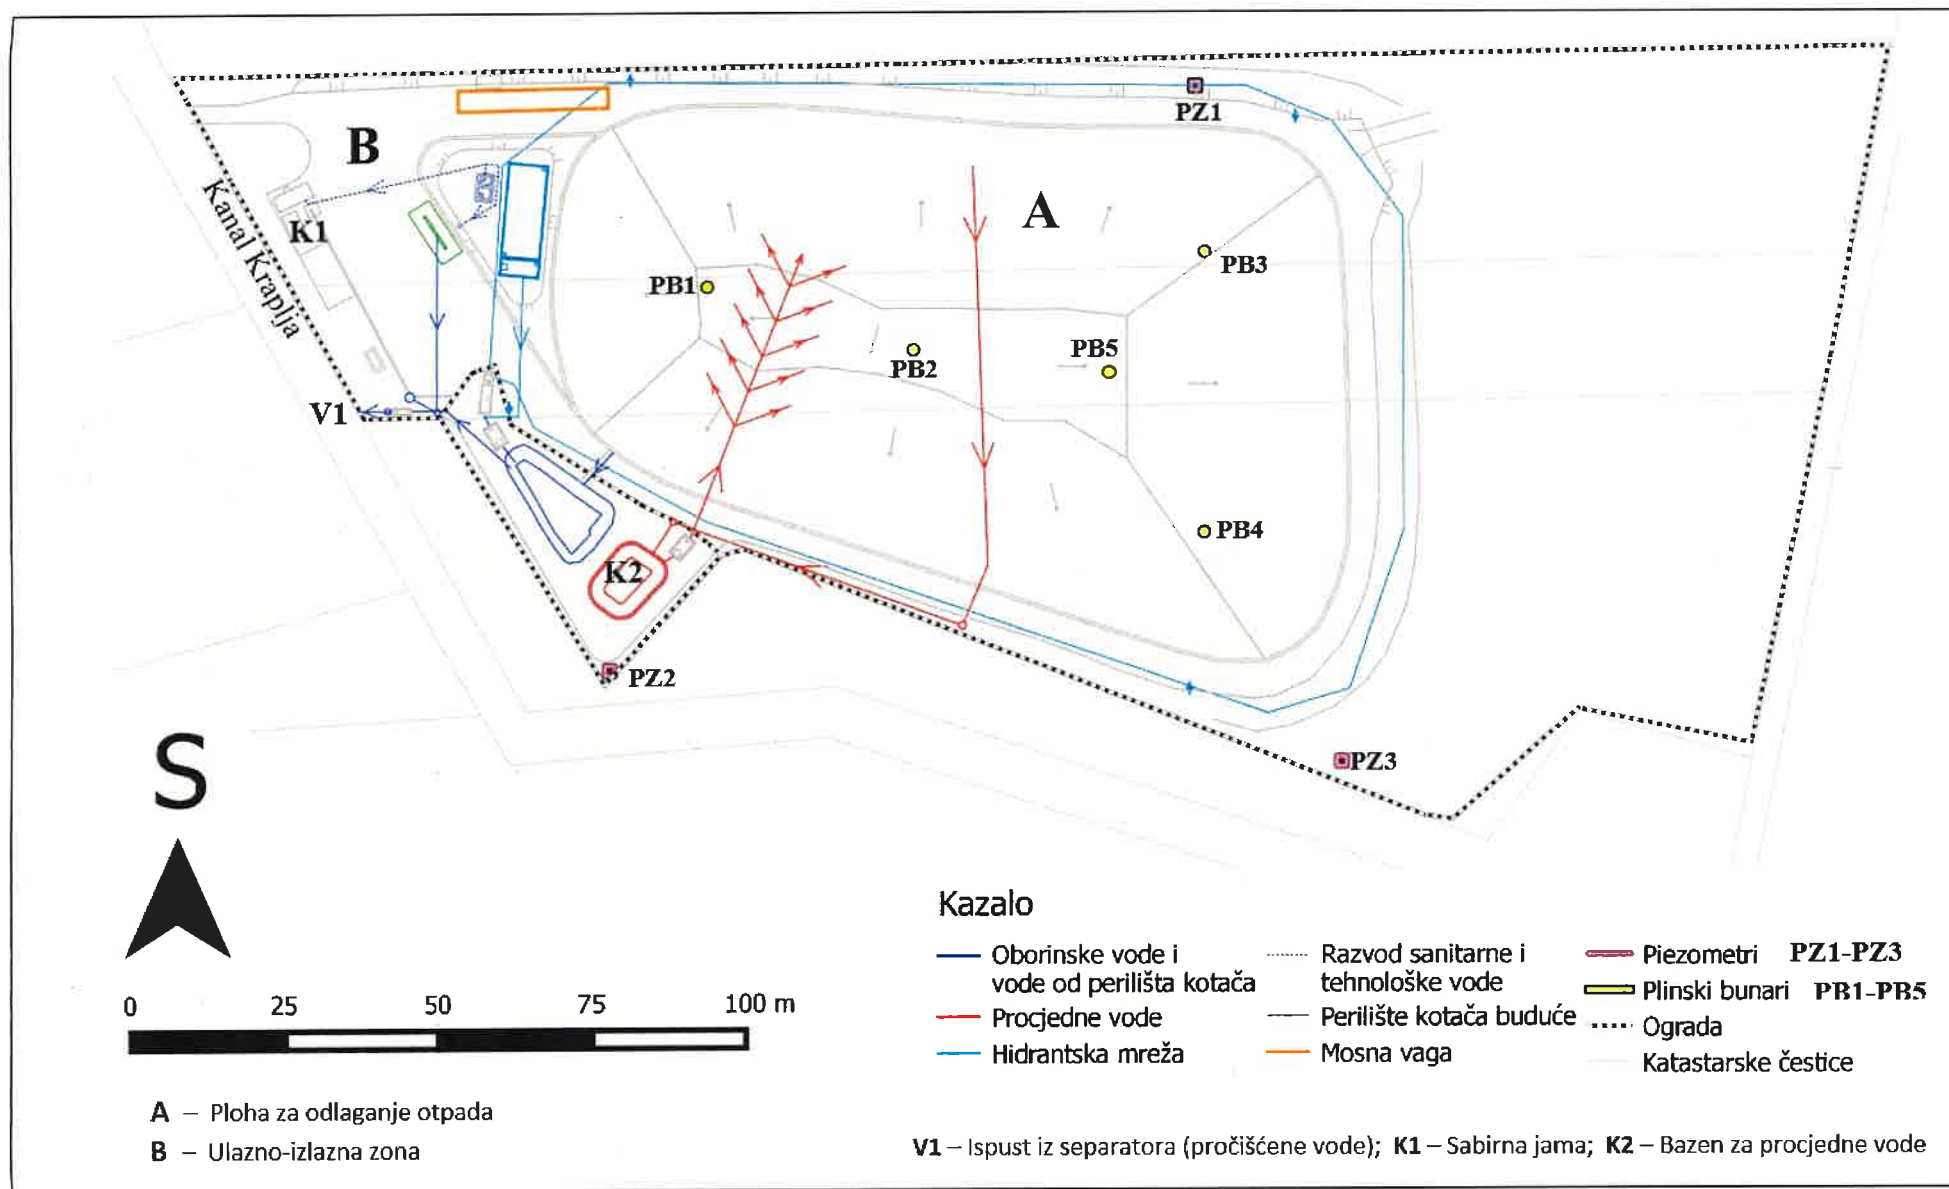 PZ1
B
A
K1
Kanal Kraplja
PB3
PB1
PB5
PB2
V1
PB4
K2
PZ2
PZ3
S
Kazalo
Oborinske vode i
vode od perilišta kotača
Procjedne vode
Hidrantska mreža
Razvod sanitarne i
tehnološke vode
Perilište kotača buduće
Mosna vaga
Piezometri PZ1-PZ3
Plinski bunari PB1-PB5
Ograda
Katastarske čestice
0 25 50 75 100 m
A – Ploha za odlaganje otpada
B – Ulazno-izlazna zona
V1 – Ispust iz separatora (pročišćene vode); K1 – Sabirna jama; K2 – Bazen za procjedne vode